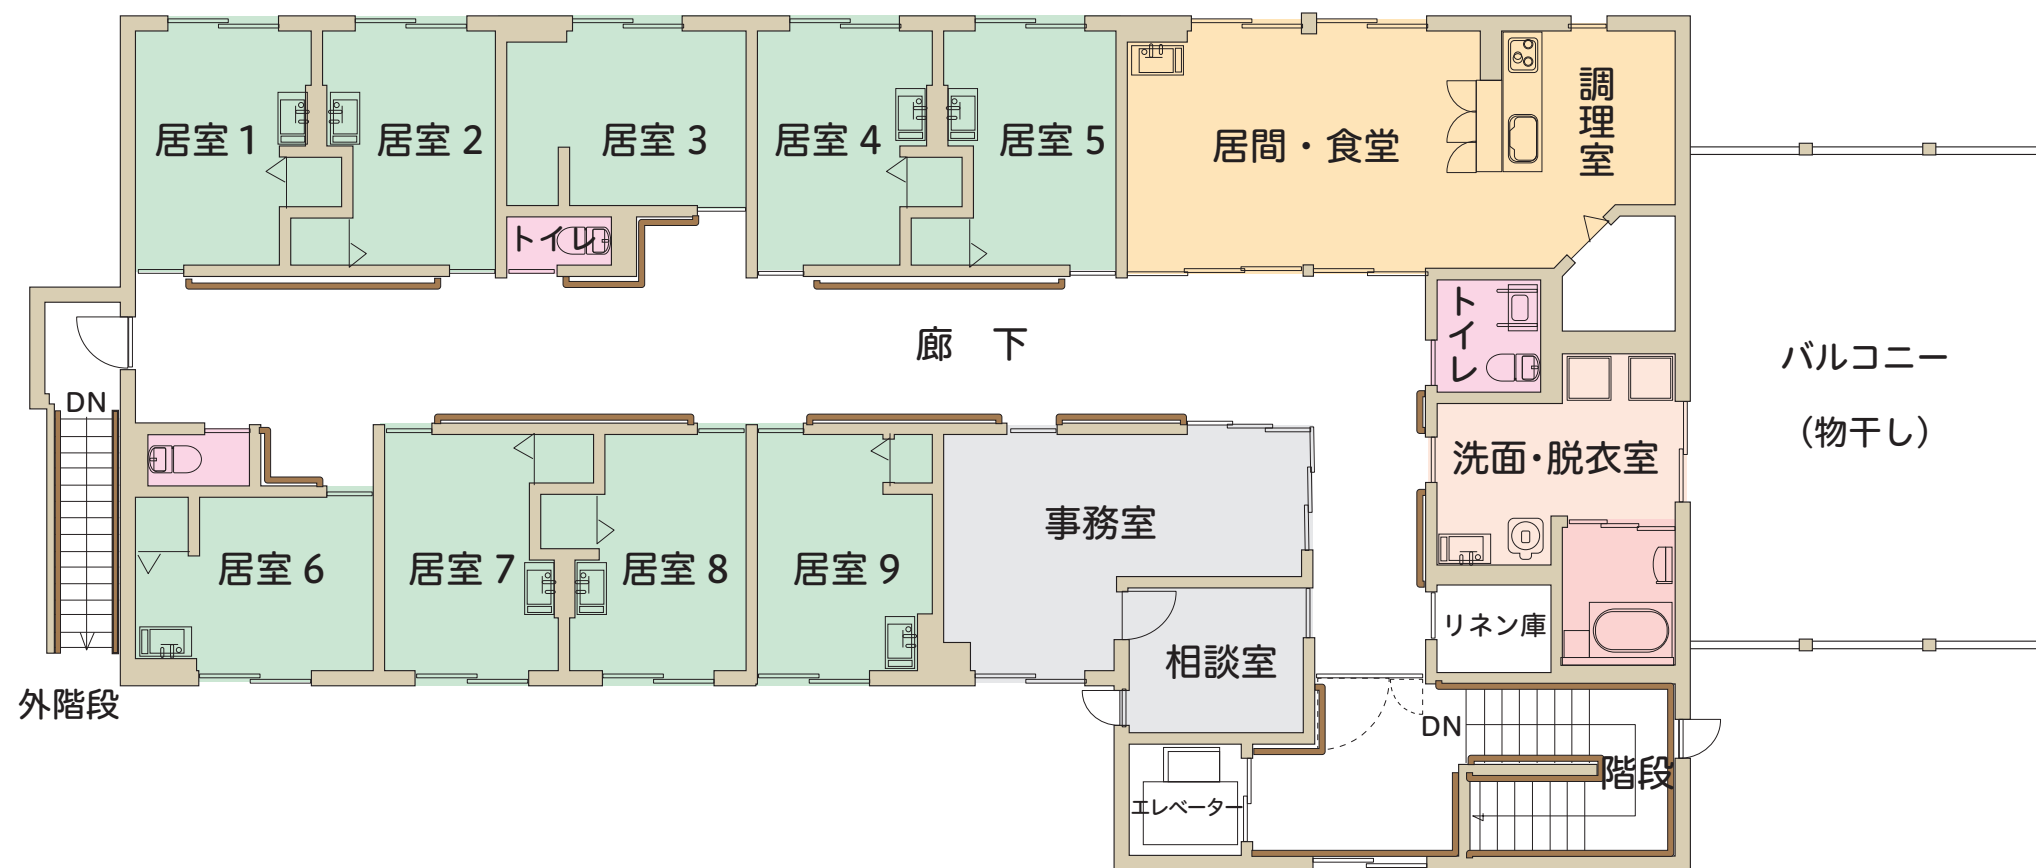 居室 1
居室 2
居室 3
居室 4
居室 5
居間・食堂
調理室
トイレ
廊 下
トイレ
バルコニー
（物干し）
DN
洗面・脱衣室
居室 6
居室 7
居室 8
居室 9
事務室
リネン庫
相談室
外階段
DN
階段
エレベーター